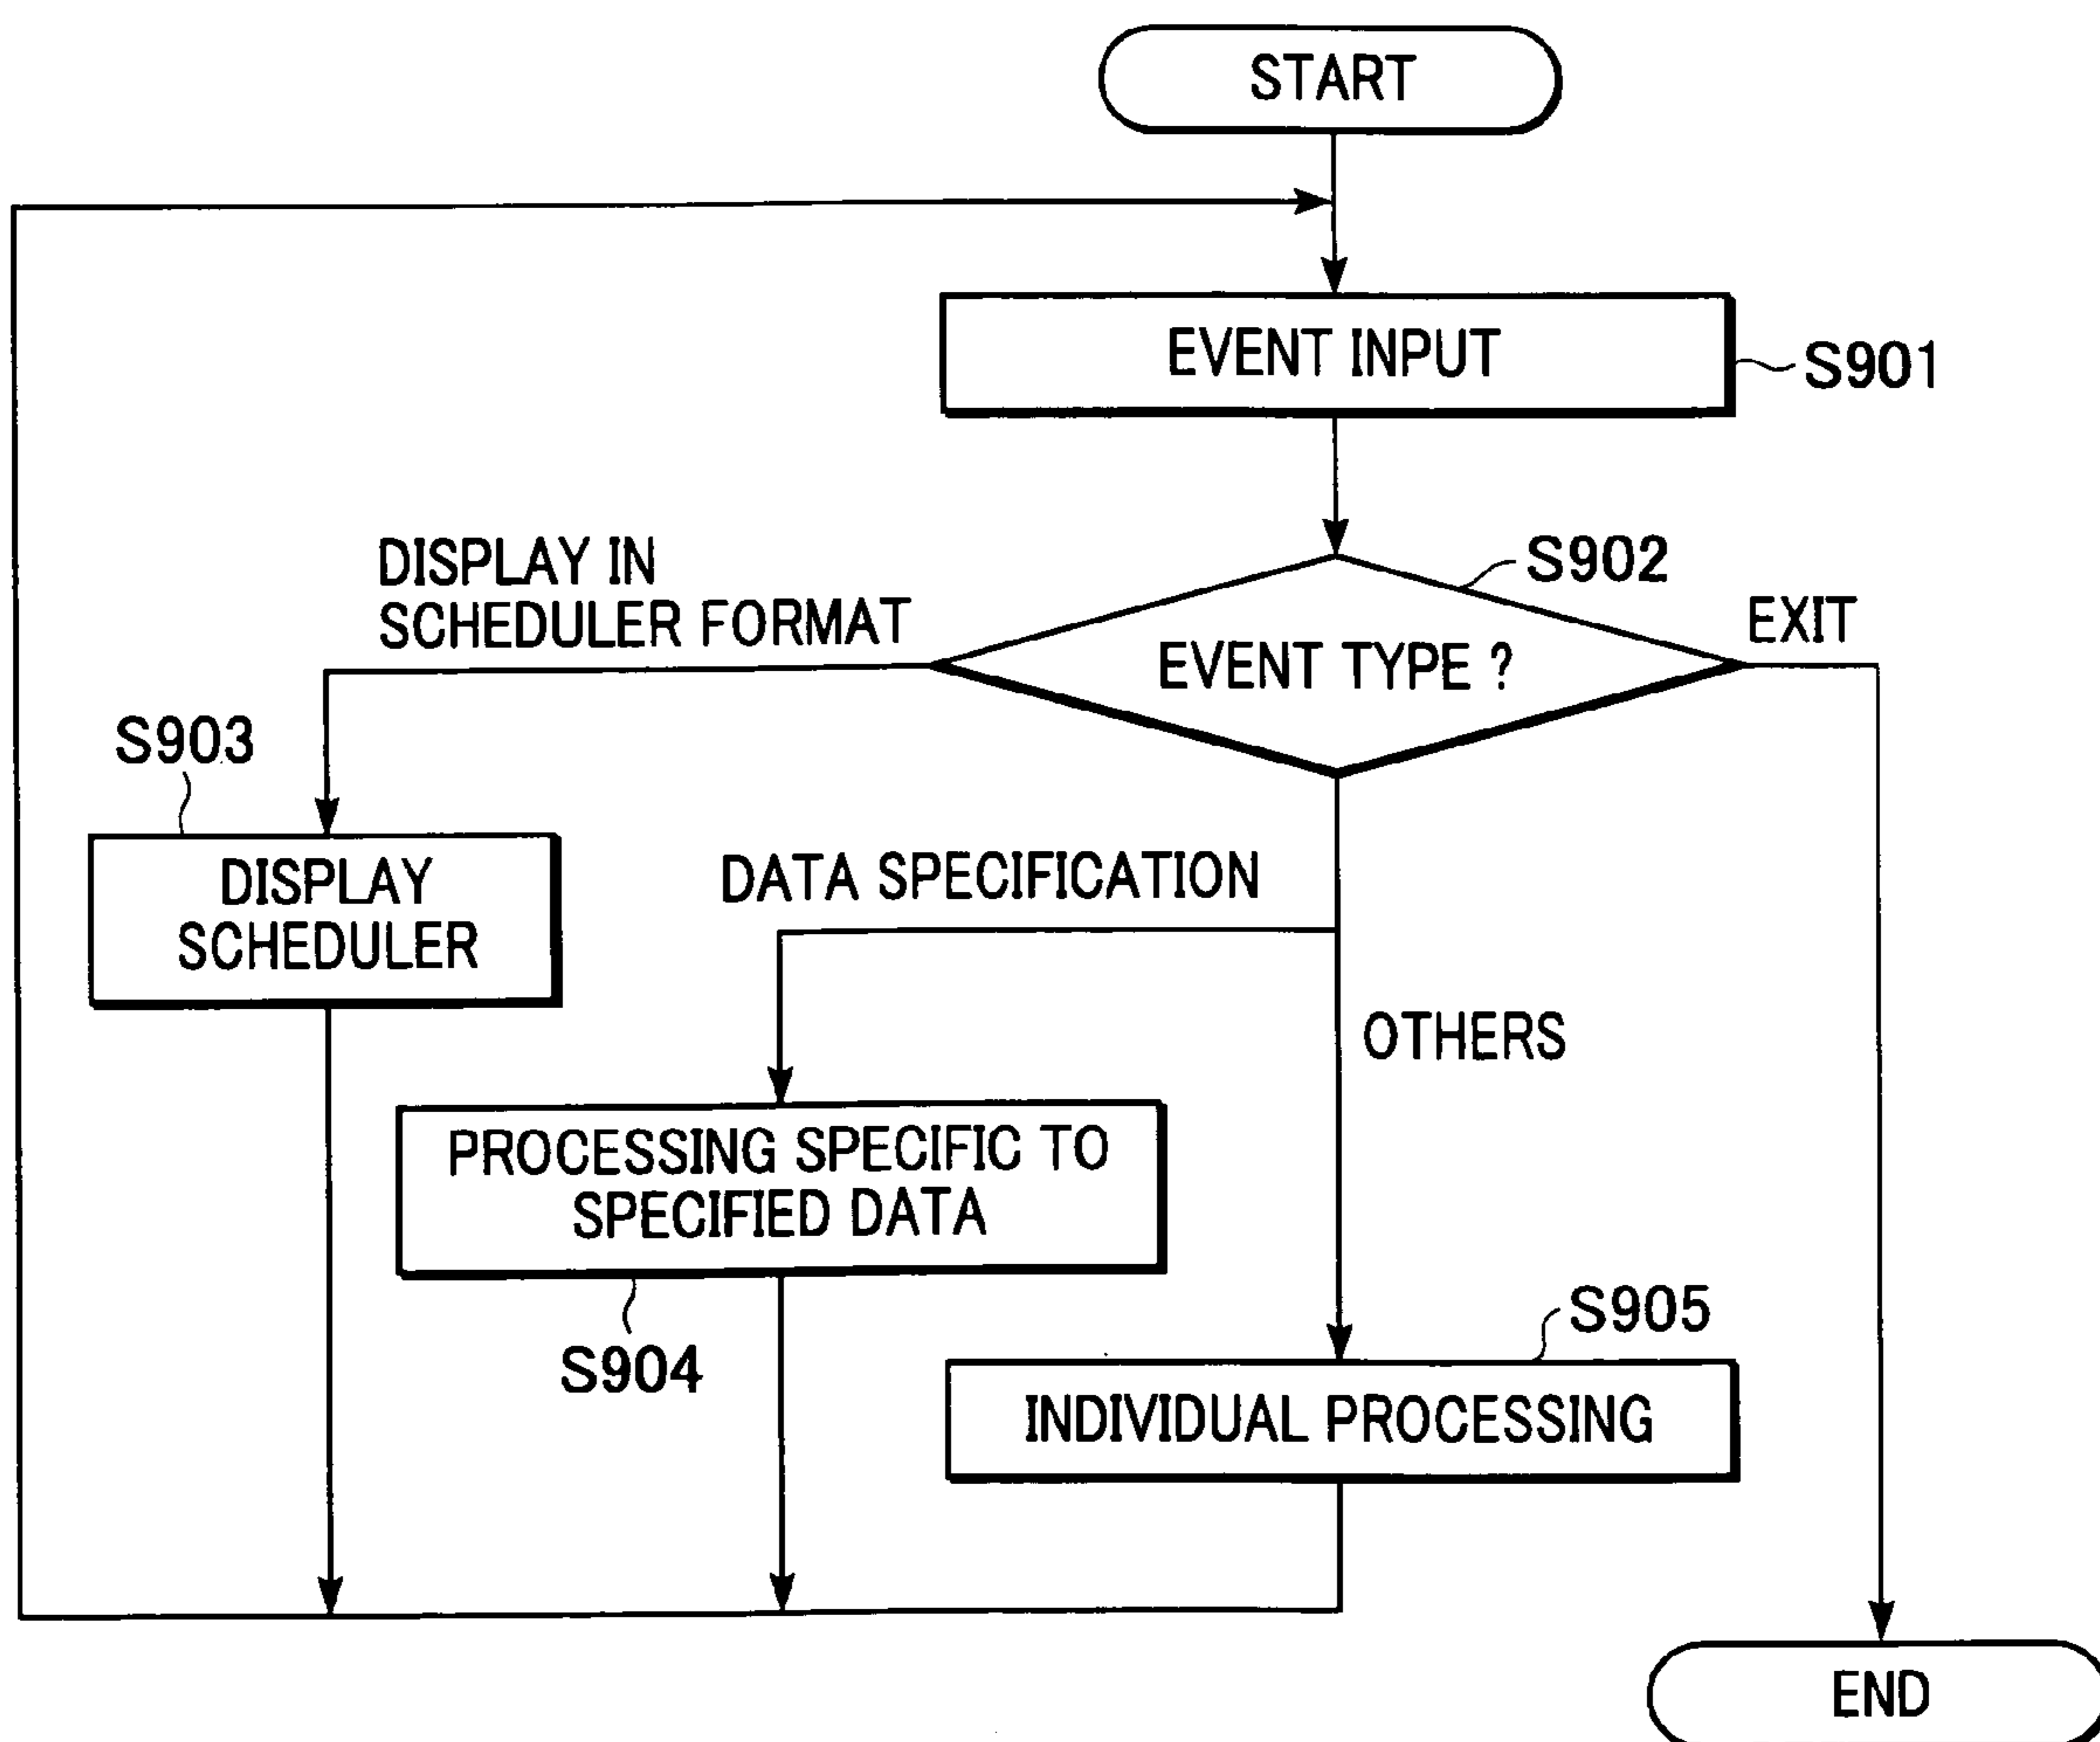 START
EVENT INPUT
S901
S902
DISPLAY IN
SCHEDULER FORMAT
EVENT TYPE ?
EXIT
S903
DISPLAY
SCHEDULER
DATA SPECIFICATION
OTHERS
PROCESSING SPECIFIC TO
SPECIFIED DATA
S904
S905
INDIVIDUAL PROCESSING
END